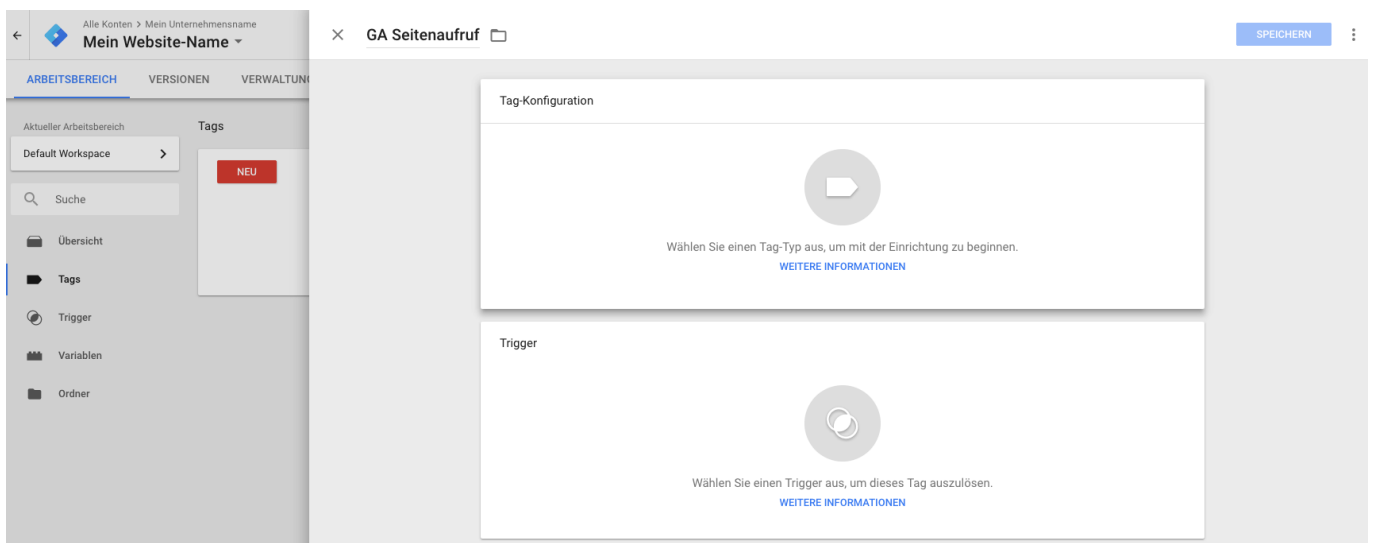 Alle Konten > Mein Unternehmensname
Mein Website-Name
GA Seitenaufruf
SPEICHERN
ARBEITSBEREICH VERSIONEN VERWALTUN
Aktueller Arbeitsbereich
Default Workspace
Suche
Übersicht
Tags
Trigger
Variablen
Ordner
Tags
NEU
Tag-Konfiguration
Wählen Sie einen Tag-Typ aus, um mit der Einrichtung zu beginnen.
WEITERE INFORMATIONEN
Trigger
Wählen Sie einen Trigger aus, um dieses Tag auszulösen.
WEITERE INFORMATIONEN